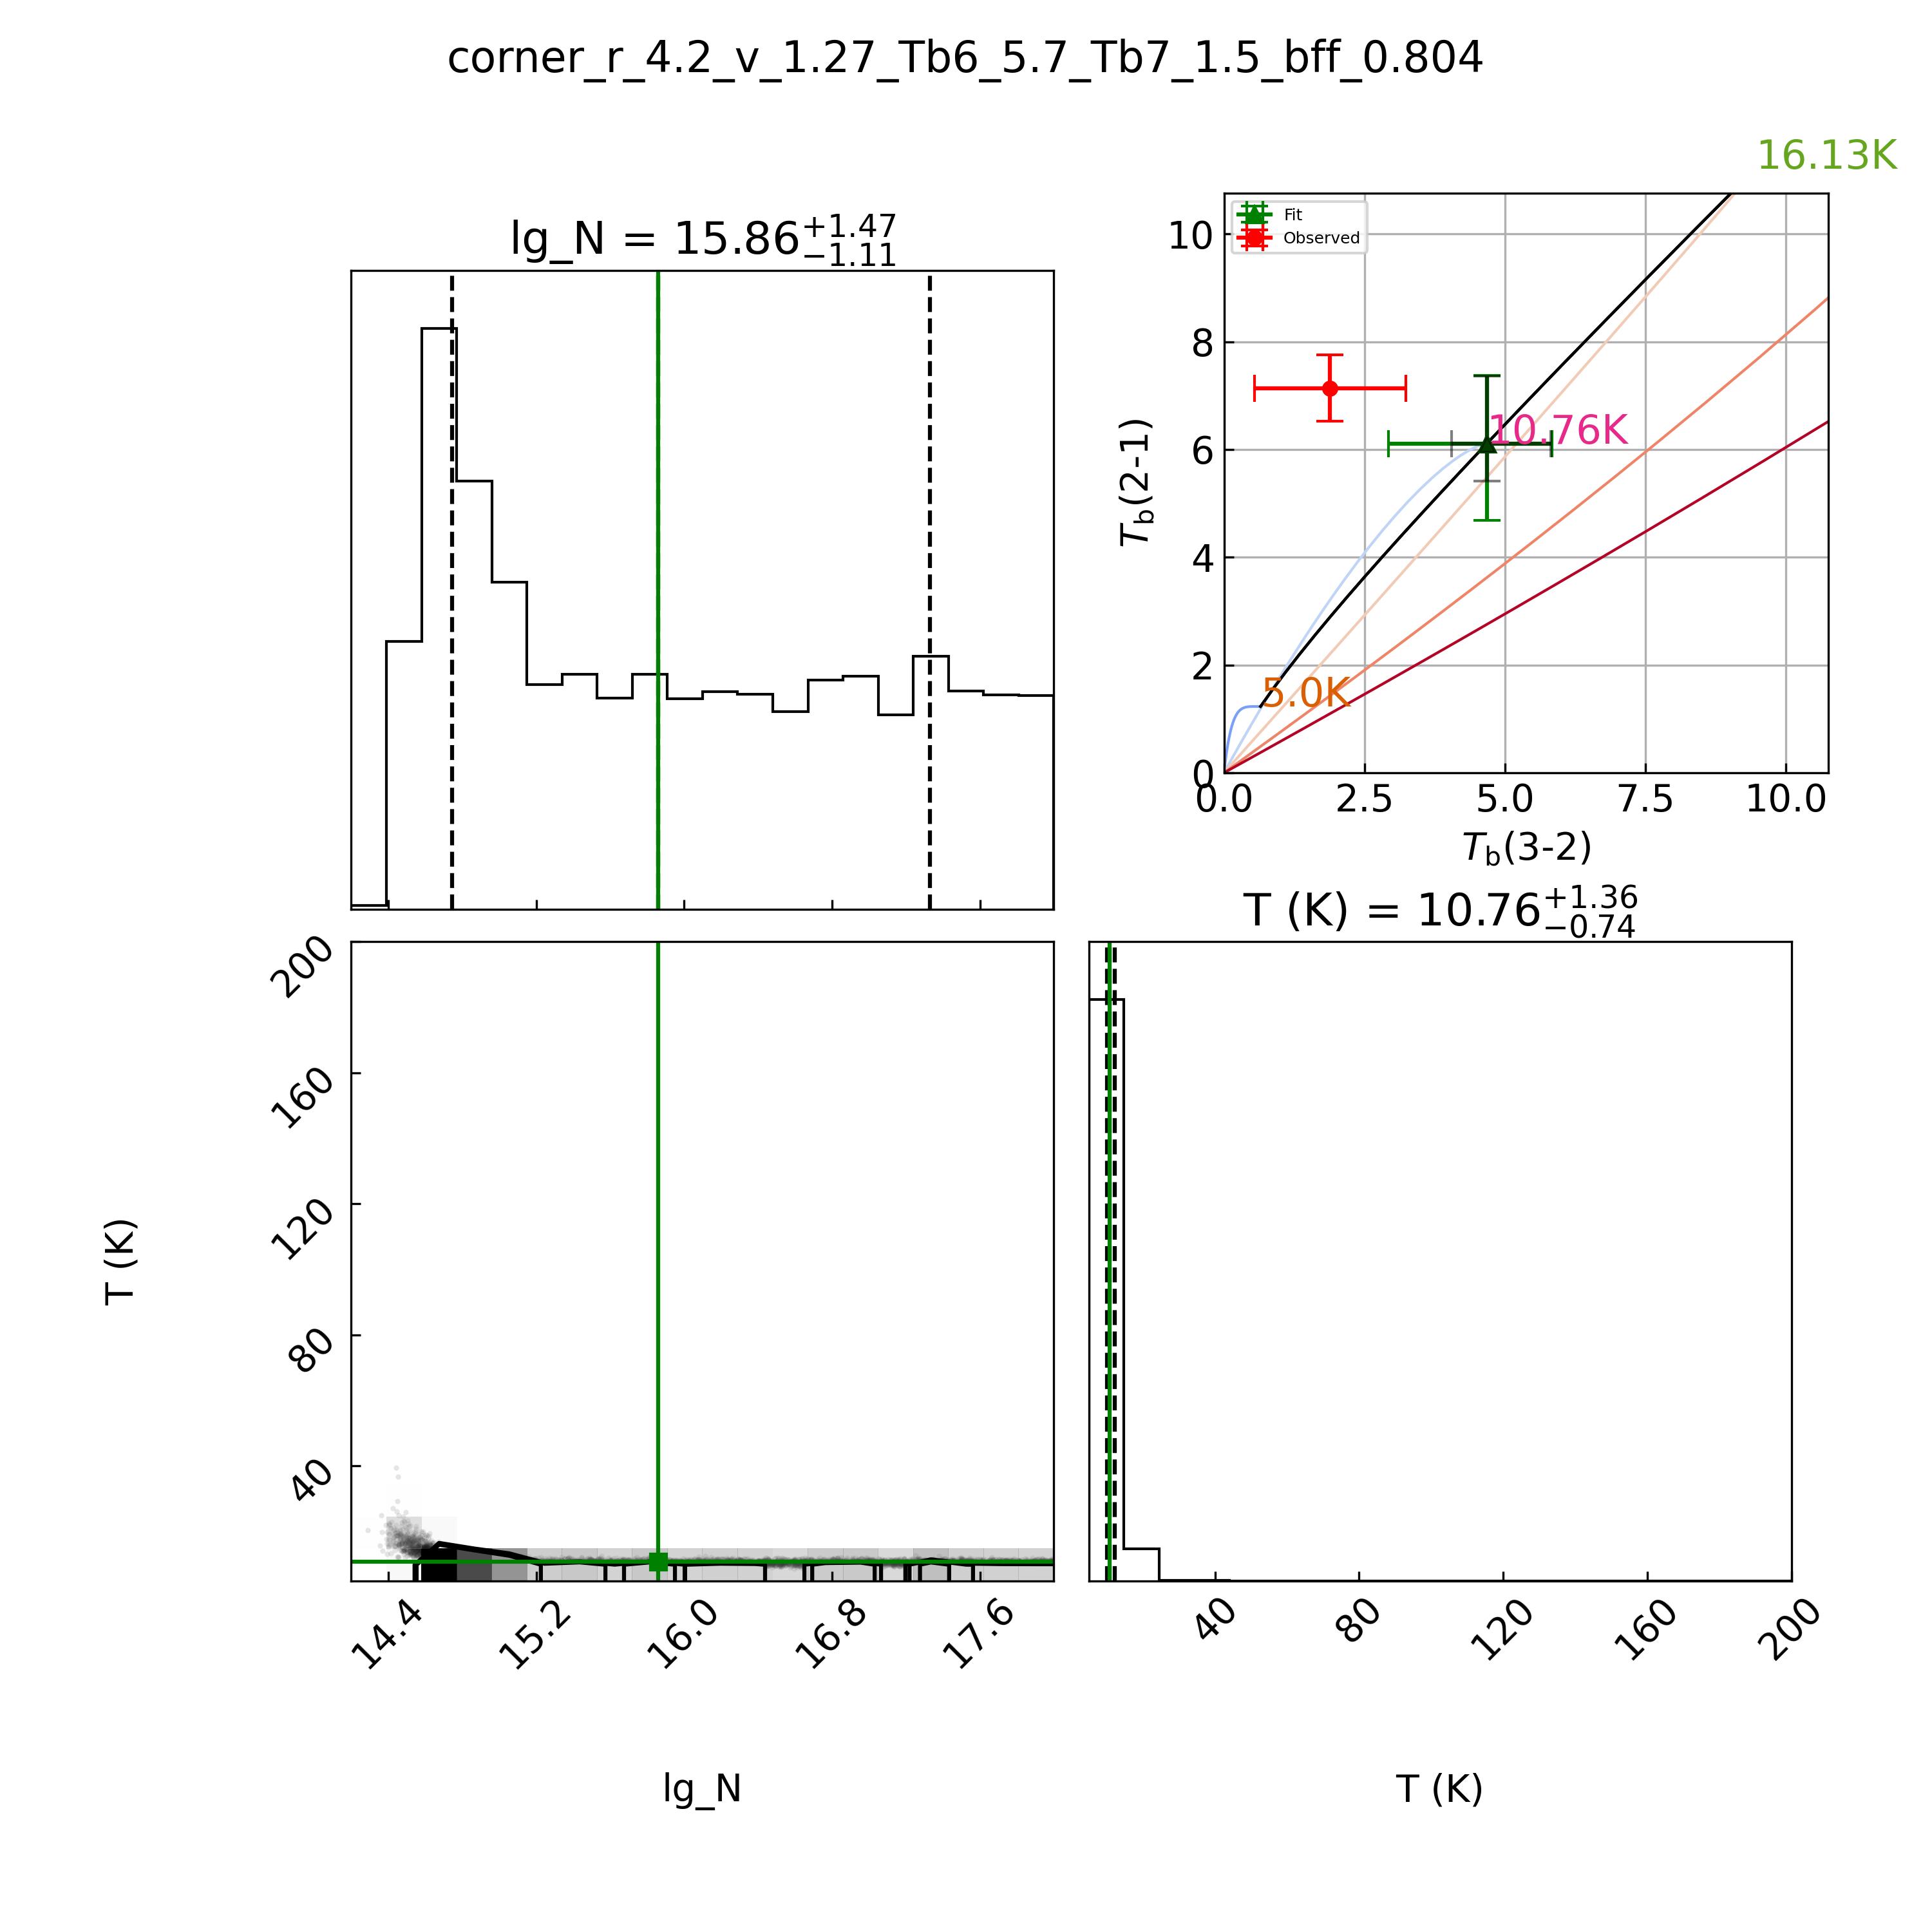 corner_r_4.2_v_1.27_Tb6_5.7_Tb7_1.5_bff_0.804
16.13K
lg_N = 15.86 +1.47 −1.11
Fit
Observed
10
8
6
4
2
0
T_b(2-1)
10.76K
5.0K
0.0 2.5 5.0 7.5 10.0
T_b(3-2)
T (K) = 10.76 +1.36 −0.74
200
160
120
80
40
T (K)
14.4 15.2 16.0 16.8 17.6
lg_N
40 80 120 160 200
T (K)